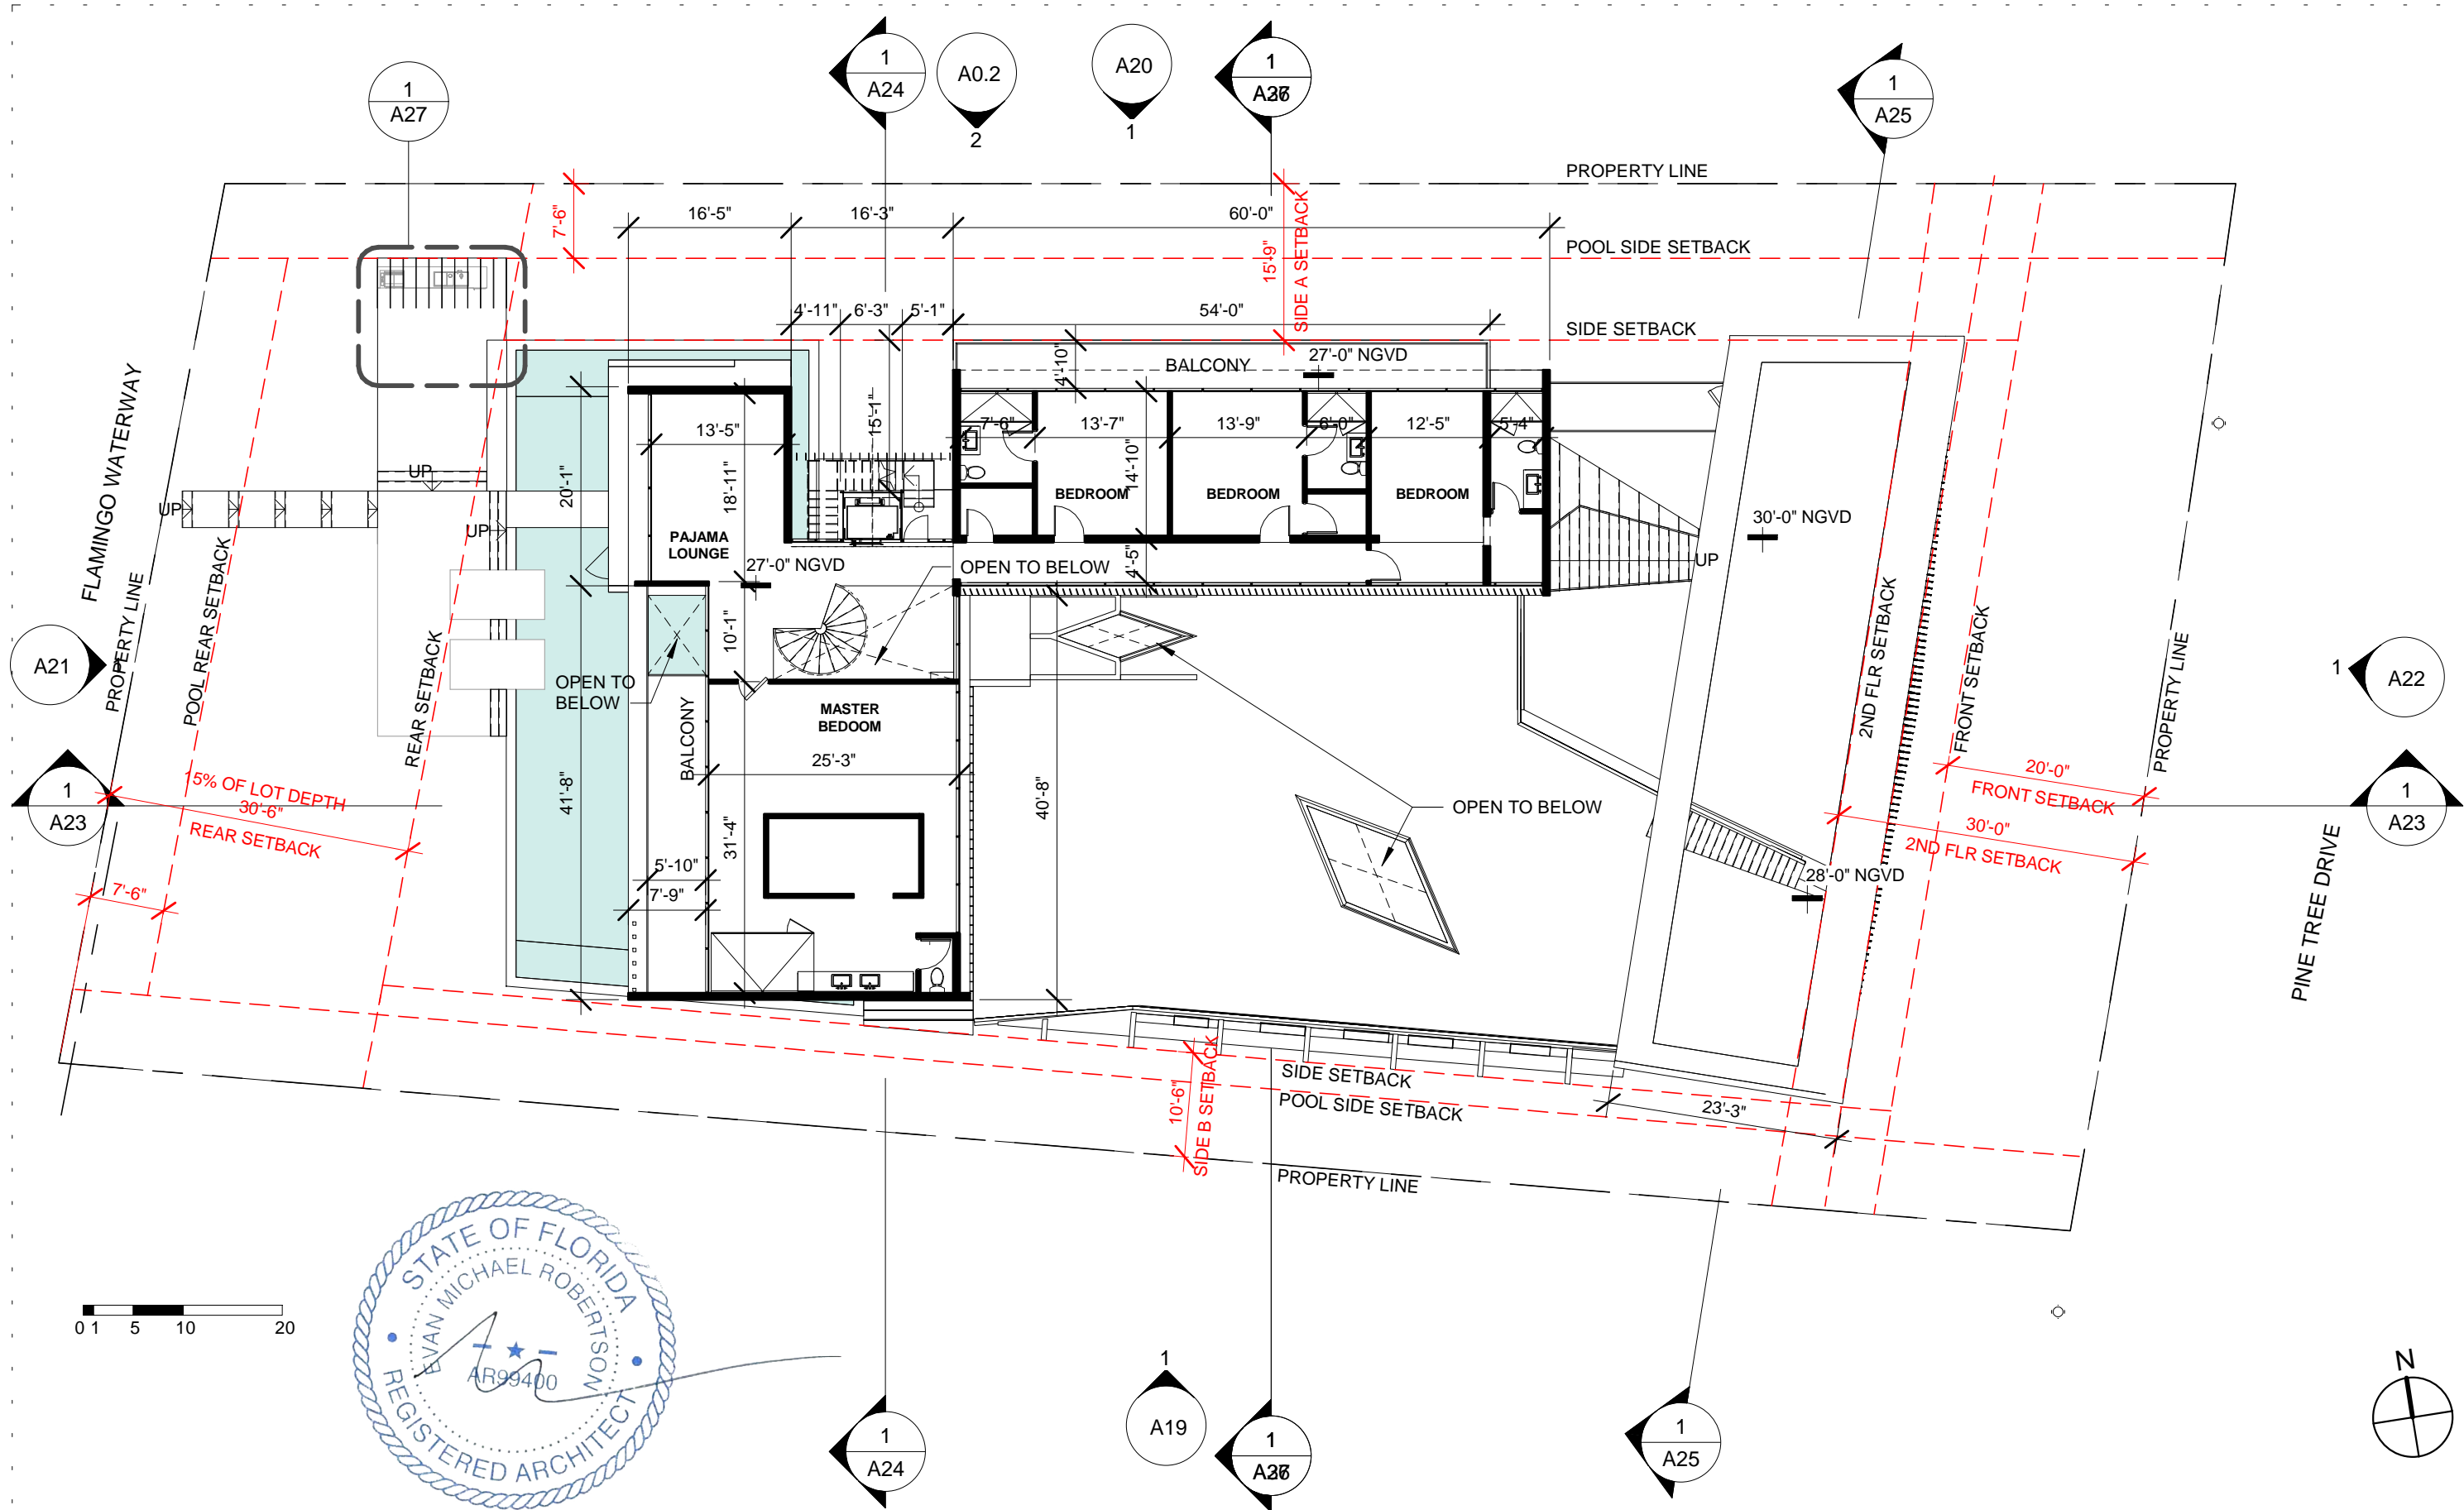 1
A24
A0.2
2
A20
1
1
1
A25
1
A27
PROPERTY LINE
7'-6"
16'-5"
16'-3"
60'-0"
15'-9"
SIDE A SETBACK
POOL SIDE SETBACK
4'-11"
6'-3"
5'-1"
54'-0"
SIDE SETBACK
4'-10"
BALCONY
27'-0" NGVD
FLAMINGO WATERWAY
13'-5"
15'-1"
7'-6"
13'-7"
13'-9"
6'-0"
12'-5"
5'-4"
UP
20'-1"
18'-11"
14'-10"
BEDROOM
BEDROOM
BEDROOM
UP
UP
30'-0" NGVD
PAJAMA
LOUNGE
27'-0" NGVD
OPEN TO BELOW
4'-5"
UP
PROPERTY LINE
POOL REAR SETBACK
REAR SETBACK
10'-1"
2ND FLR SETBACK
FRONT SETBACK
PROPERTY LINE
A21
1
A22
OPEN TO
BELOW
BALCONY
MASTER
BEDOOM
25'-3"
20'-0"
FRONT SETBACK
15% OF LOT DEPTH
30'-6"
REAR SETBACK
1
A23
41'-8"
40'-8"
OPEN TO BELOW
1
A23
30'-0"
2ND FLR SETBACK
31'-4"
5'-10"
7'-9"
7'-6"
28'-0" NGVD
PINE TREE DRIVE
SIDE SETBACK
POOL SIDE SETBACK
10'-6"
SIDE B SETBACK
23'-3"
PROPERTY LINE
STATE OF FLORIDA
EVAN MICHAEL ROBERTSON
AR99400
REGISTERED ARCHITECT
0 1 5 10 20
N
1
A24
1
A19
1
1
A25